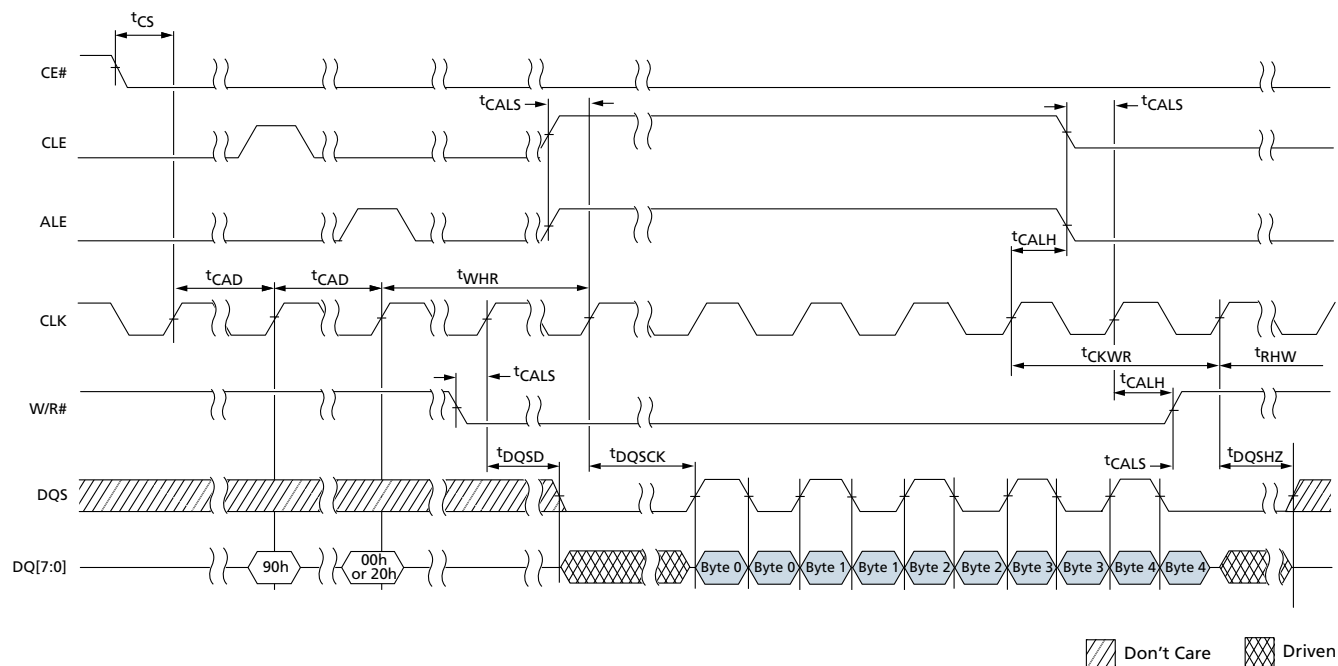 tCS
CE#
tCALS
tCALS
CLE
ALE
tCALH
tCAD tCAD tWHR
CLK
tCKWR tRHW
tCALS
tCALH
W/R#
tDQSD tDQSCK tCALS tDQSHZ
DQS
DQ[7:0] 90h 00h or 20h Byte 0 Byte 0 Byte 1 Byte 1 Byte 2 Byte 2 Byte 3 Byte 3 Byte 4 Byte 4
Don't Care Driven